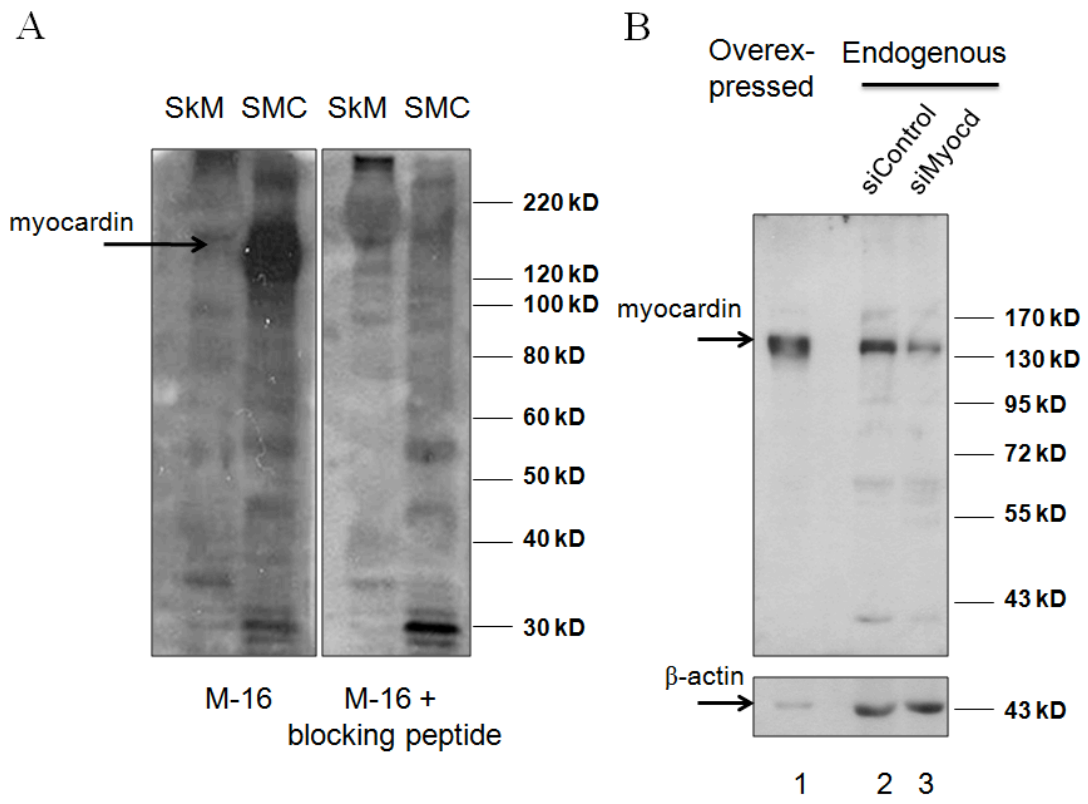 A
SkM SMC SkM SMC
myocardin
220 kD
120 kD
100 kD
80 kD
60 kD
50 kD
40 kD
30 kD
M-16
M-16 +
blocking peptide
B
Overex-
pressed
Endogenous
siControl
siMyocd
myocardin
170 kD
130 kD
95 kD
72 kD
55 kD
43 kD
β-actin
43 kD
1 2 3